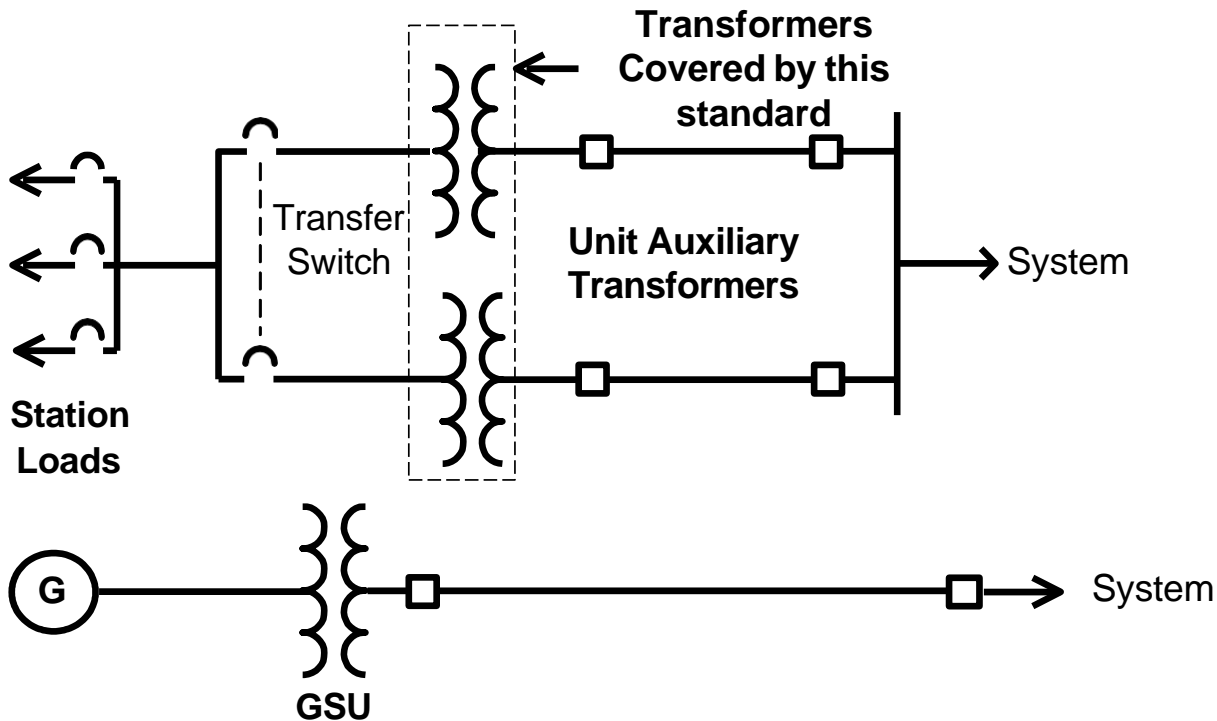 Transformers
Covered by this
standard
Transfer
Switch
Unit Auxiliary
Transformers
System
Station
Loads
G
System
GSU